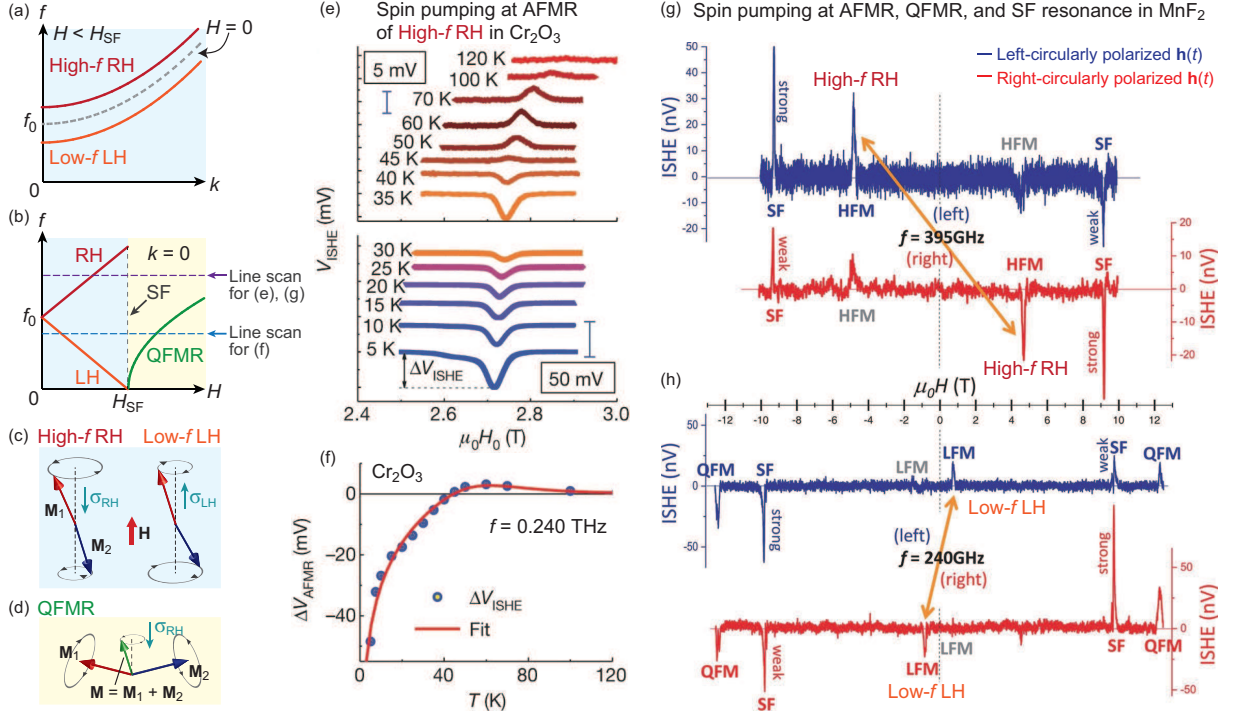 (a)
f
H < H_SF
H = 0
High-f RH
f_0
Low-f LH
0
k
(b)
f
RH
k = 0
Line scan
for (e), (g)
SF
f_0
Line scan
for (f)
QFMR
LH
0
H_SF
H
(c)
High-f RH
Low-f LH
σ_RH
σ_LH
M_1
H
M_2
(d)
QFMR
σ_RH
M_1
M_2
M = M_1 + M_2
(e)
Spin pumping at AFMR
of High-f RH in Cr_2O_3
120 K
5 mV
100 K
70 K
60 K
50 K
45 K
40 K
35 K
V_ISHE (mV)
30 K
25 K
20 K
15 K
10 K
5 K
ΔV_ISHE
50 mV
2.4
2.6
2.8
3.0
μ_0H_0 (T)
(f)
Cr_2O_3
0
f = 0.240 THz
−20
ΔV_AFMR (mV)
−40
ΔV_ISHE
Fit
0
20
40
60
80
100
120
T (K)
(g)
Spin pumping at AFMR, QFMR, and SF resonance in MnF_2
Left-circularly polarized h(t)
Right-circularly polarized h(t)
50
40
30
20
10
0
-10
-20
ISHE (nV)
strong
High-f RH
HFM
SF
SF
HFM
weak
(left)
f = 395GHz
(right)
20
10
0
-10
-20
ISHE (nV)
weak
HFM
SF
SF
HFM
strong
High-f RH
(h)
μ_0H (T)
-12
-10
-8
-6
-4
-2
0
2
4
6
8
10
12
50
0
-50
ISHE (nV)
QFM
SF
LFM
LFM
weak
SF
QFM
strong
Low-f LH
(left)
f = 240GHz
(right)
strong
50
0
-50
ISHE (nV)
QFM
weak
SF
LFM
LFM
SF
QFM
Low-f LH